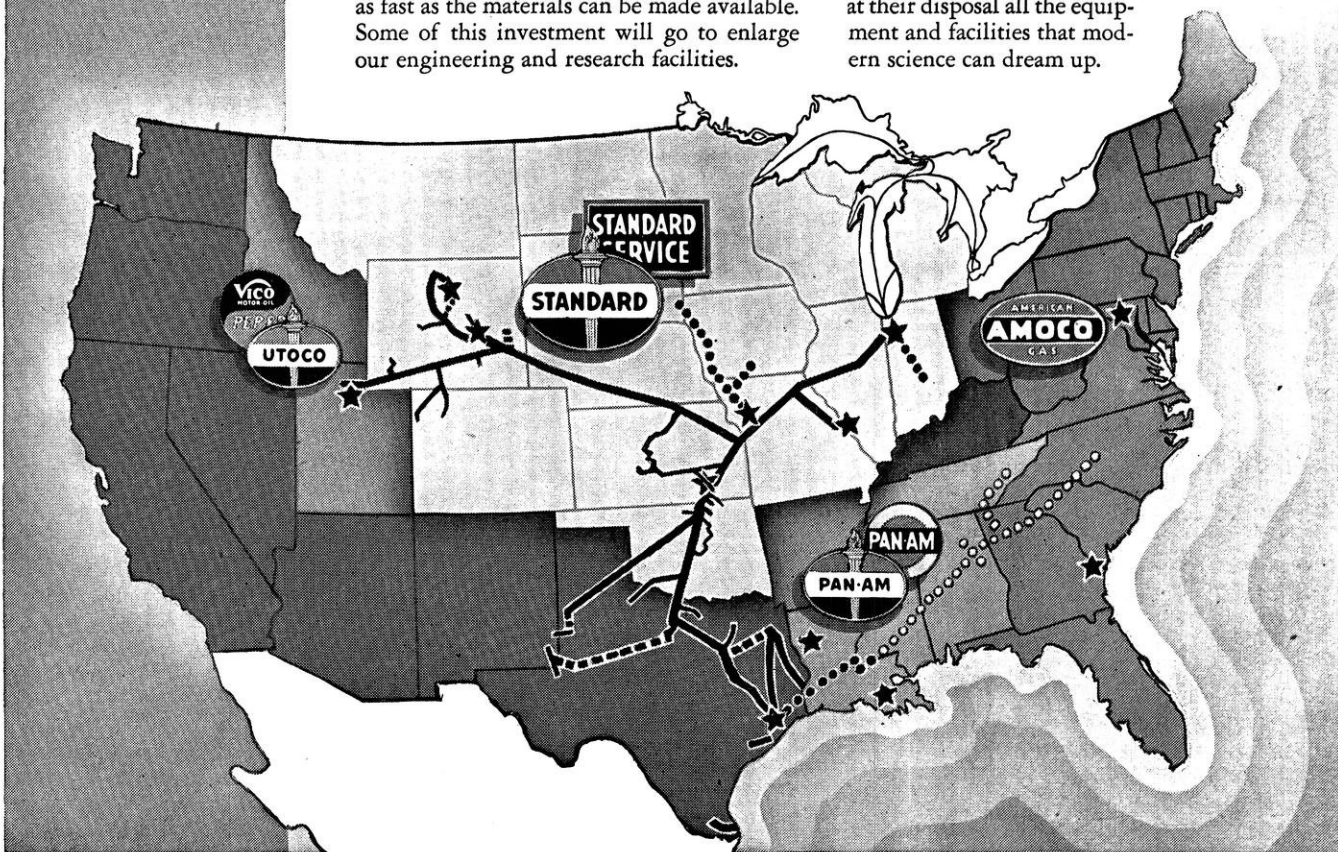 as fast as the materials can be made available.
Some of this investment will go to enlarge
our engineering and research facilities.
at their disposal all the equip-
ment and facilities that mod-
ern science can dream up.
STANDARD
SERVICE
STANDARD
VICO
MOTOR OIL
UTOCO
AMERICAN
AMOCO
GAS
PAN-AM
PAN-AM